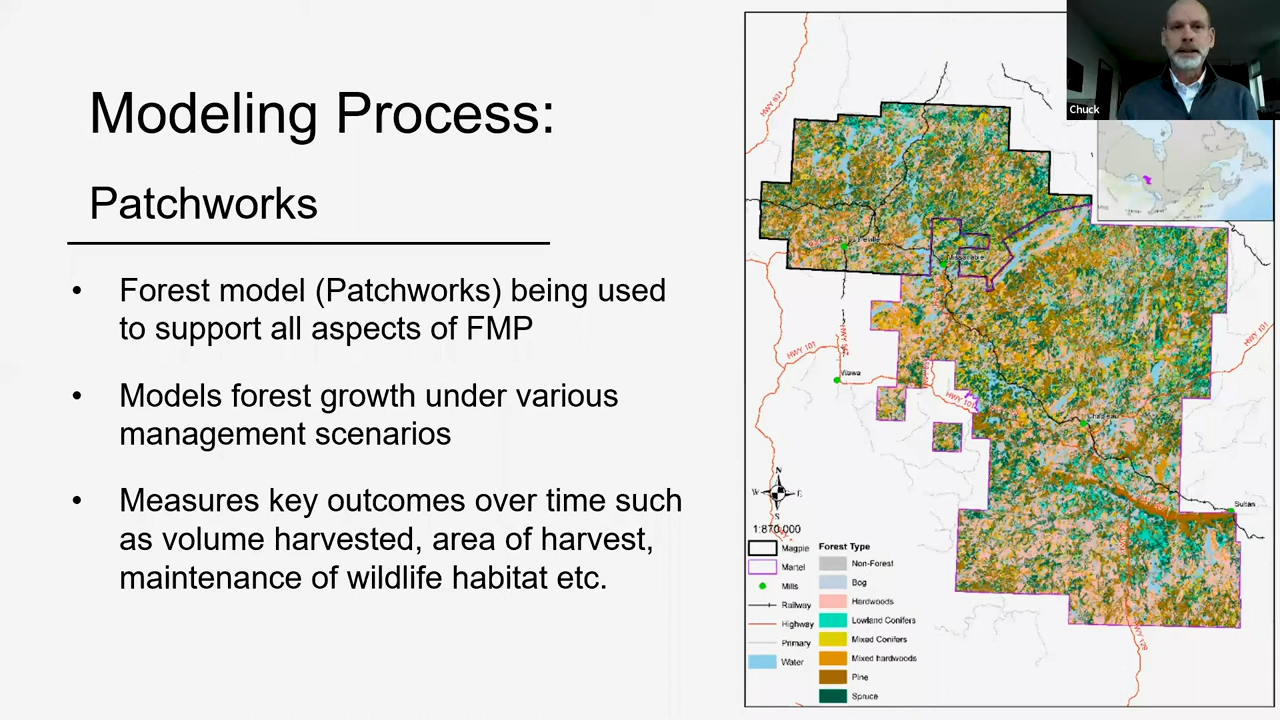 Modeling Process:
Patchworks
• Forest model (Patchworks) being used
to support all aspects of FMP
• Models forest growth under various
management scenarios
• Measures key outcomes over time such
as volume harvested, area of harvest,
maintenance of wildlife habitat etc.
Chuck
HWY 631
HWY 101
Wawa
HWY 101
HWY 101
Sultan
HWY 129
N
W E
S
1:870,000
Magpie
Martel
Mills
Railway
Highway
Primary
Water
Forest Type
Non-Forest
Bog
Hardwoods
Lowland Conifers
Mixed Conifers
Mixed hardwoods
Pine
Spruce